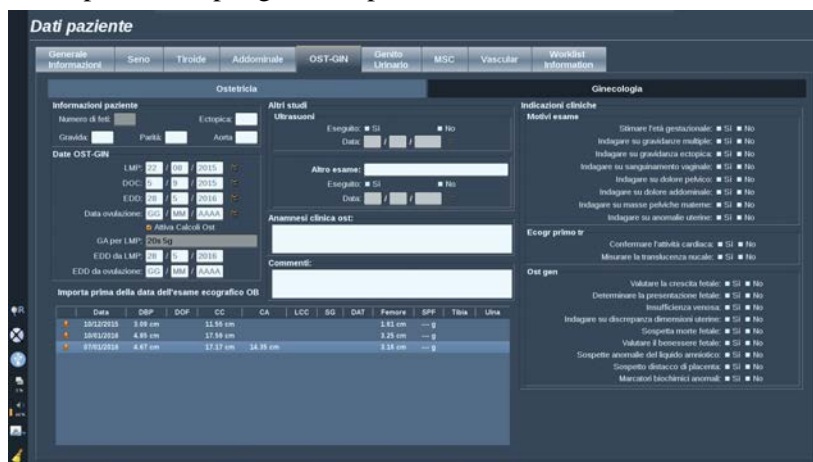 Dati paziente
Generale Informazioni Seno Tiroide Addominale OST-GIN Genito Urinario MSC Vascular Worklist Information
Ostetricia Ginecologia
Informazioni paziente
Numero di feti: Ectopica:
Gravida: Parità: Aorta
Date OST-GIN
LMP: 22 / 08 / 2015
DOC: 5 / 9 / 2015
EDD: 28 / 5 / 2016
Data ovulazione: GG / MM / AAAA
Attiva Calcoli Ost
GA per LMP: 20s 5g
EDD da LMP: 28 / 5 / 2016
EDD da ovulazione: GG / MM / AAAA
Importa prima della data dell'esame ecografico OB
Altri studi
Ultrasuoni
Eseguito: Sì No
Data: / /
Altro esame:
Eseguito: Sì No
Data: / /
Anamnesi clinica ost:
Commenti:
Data DBP DOF CC CA LCC SG DAT Femore SPF Tibia Ulna
10/12/2015 3.09 cm 11.55 cm 1.81 cm --- g
10/01/2016 4.85 cm 17.59 cm 3.25 cm --- g
07/01/2016 4.67 cm 17.17 cm 14.35 cm 3.16 cm --- g
Indicazioni cliniche
Motivi esame
Stimare l'età gestazionale: Sì No
Indagare su gravidanze multiple: Sì No
Indagare su gravidanza ectopica: Sì No
Indagare su sanguinamento vaginale: Sì No
Indagare su dolore pelvico: Sì No
Indagare su dolore addominale: Sì No
Indagare su masse pelviche materne: Sì No
Indagare su anomalie uterine: Sì No
Ecogr primo tr
Confermare l'attività cardiaca: Sì No
Misurare la translucenza nucale: Sì No
Ost gen
Valutare la crescita fetale: Sì No
Determinare la presentazione fetale: Sì No
Insufficienza venosa: Sì No
Indagare su discrepanza dimensioni uterine: Sì No
Sospetta morte fetale: Sì No
Valutare il benessere fetale: Sì No
Sospette anomalie del liquido amniotico: Sì No
Sospetto distacco di placenta: Sì No
Marcatori biochimici anomali: Sì No